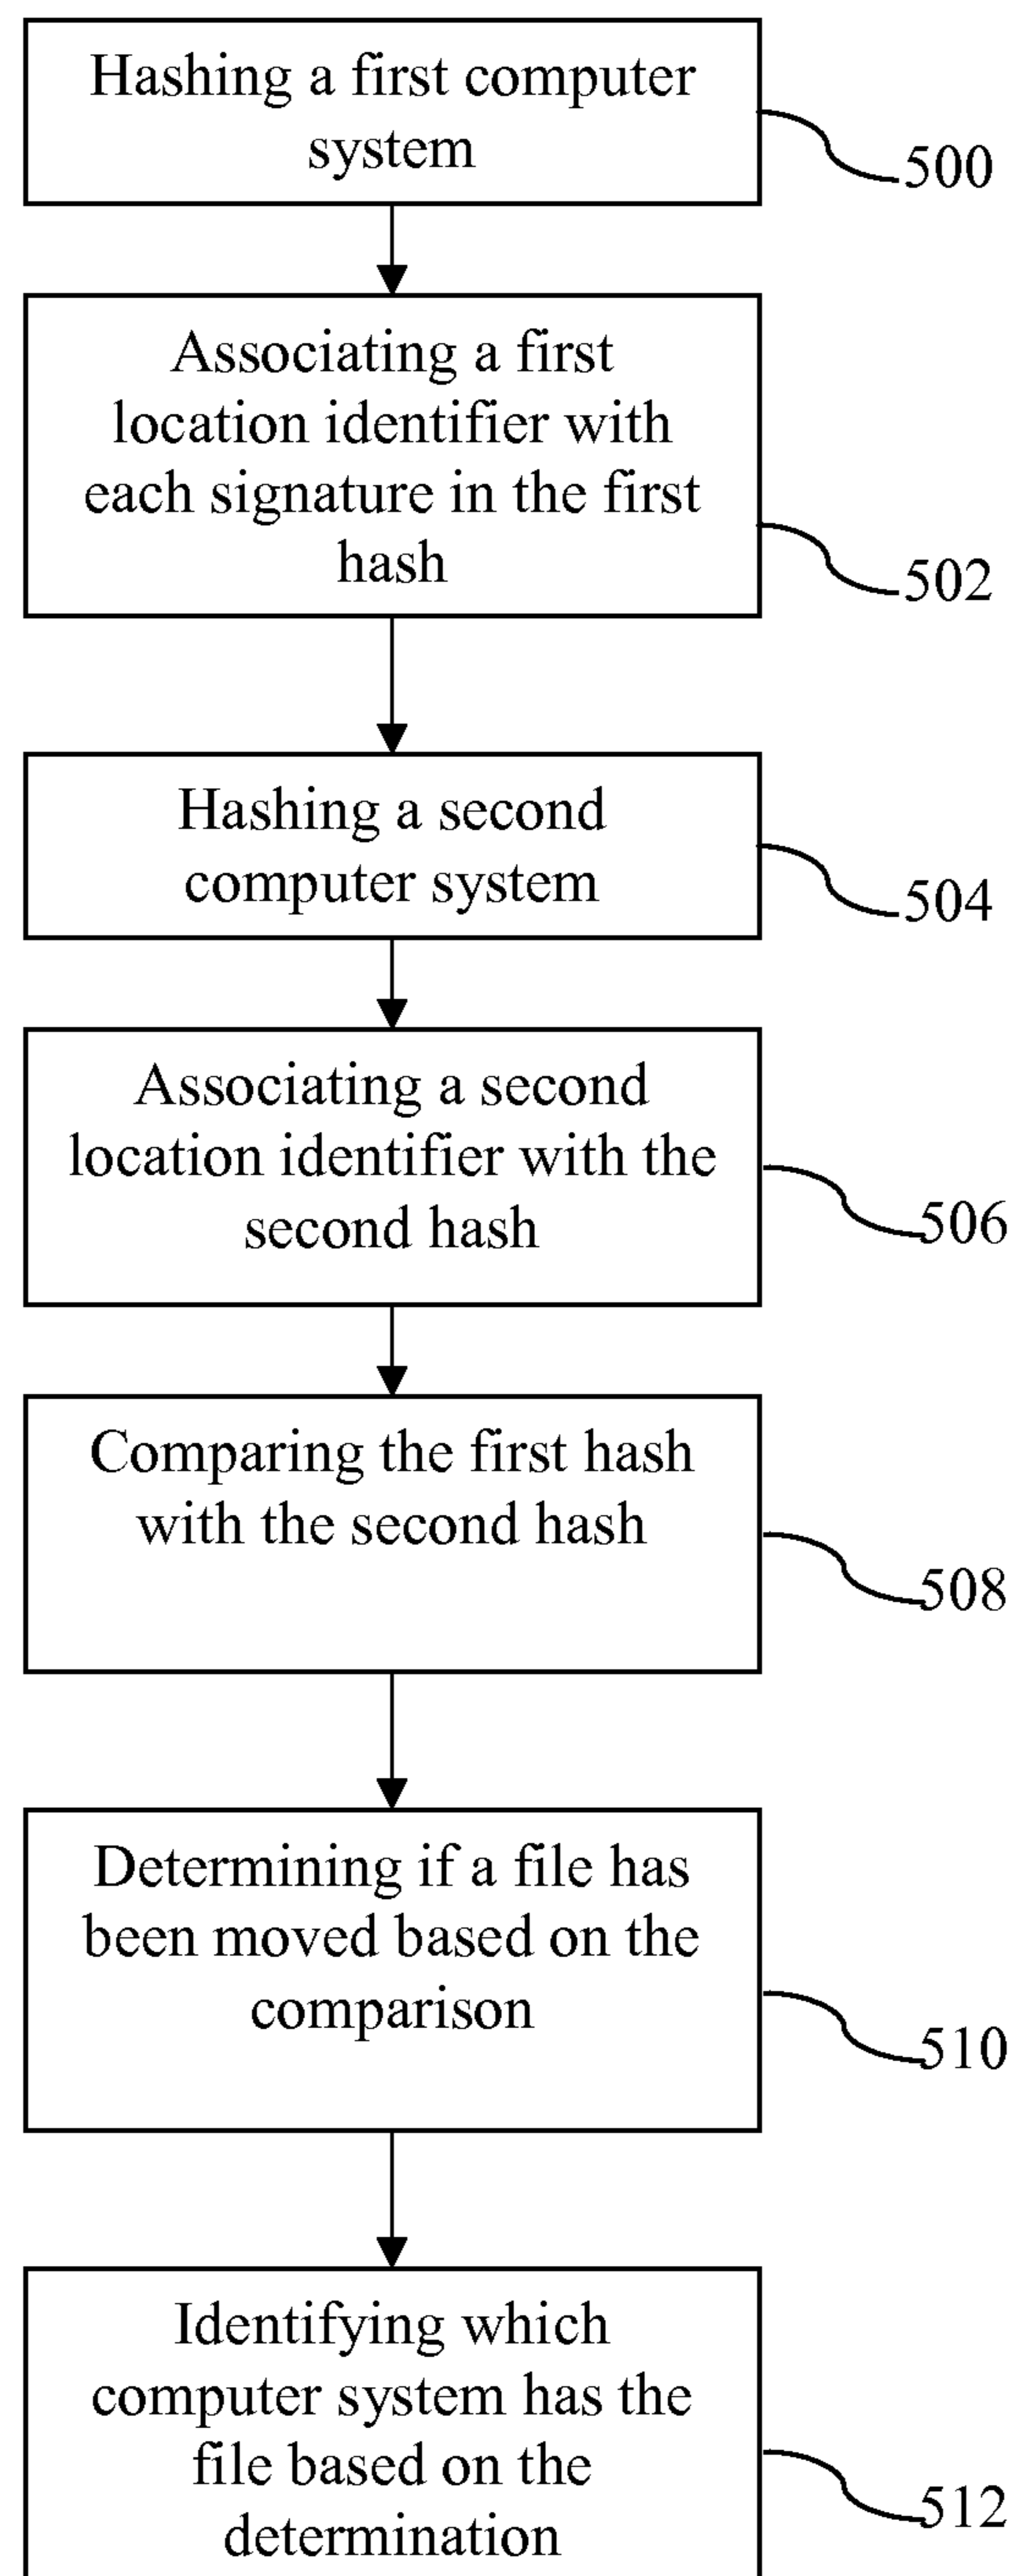 Hashing a first computer
system
500
Associating a first
location identifier with
each signature in the first
hash
502
Hashing a second
computer system
504
Associating a second
location identifier with the
second hash
506
Comparing the first hash
with the second hash
508
Determining if a file has
been moved based on the
comparison
510
Identifying which
computer system has the
file based on the
determination
512